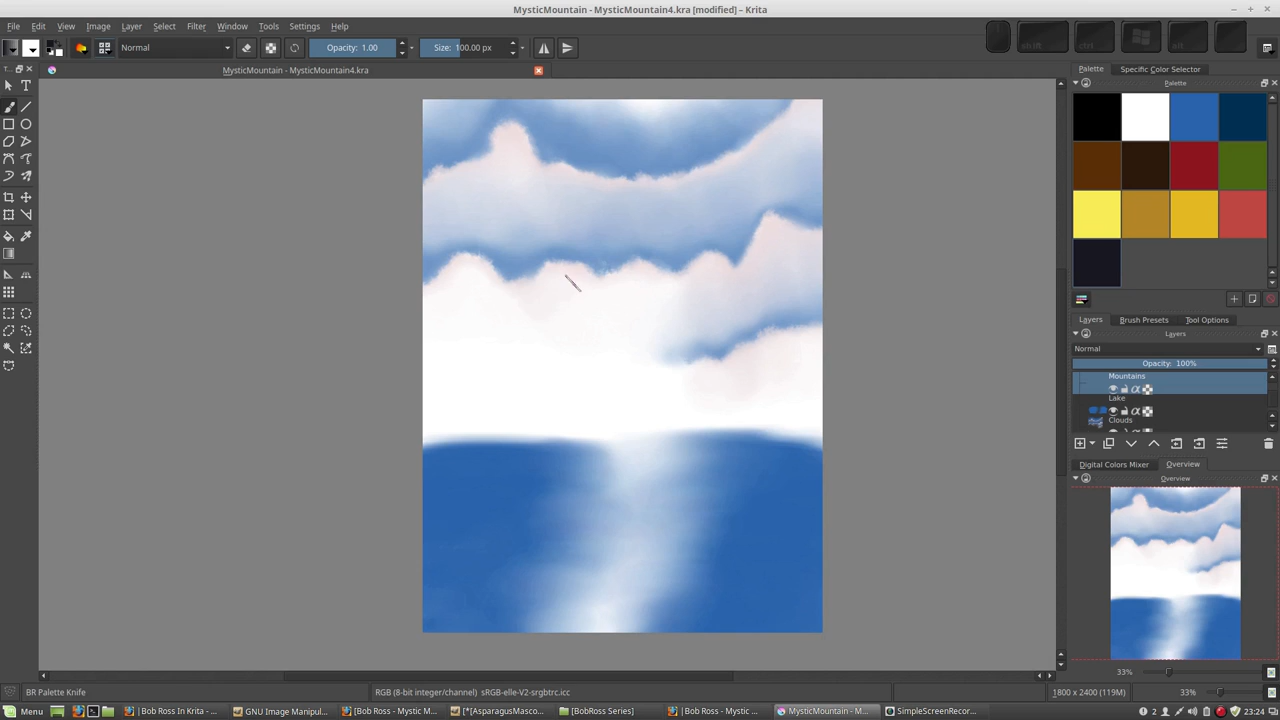 MysticMountain - MysticMountain4.kra [modified] – Krita
File Edit View Image Layer Select Filter Window Tools Settings Help
Normal Opacity: 1.00 Size: 100.00 px shift ctrl alt
T... MysticMountain - MysticMountain4.kra Palette Specific Color Selector
Palette
Layers Brush Presets Tool Options
Layers
Normal
Opacity: 100%
Mountains
Lake
Clouds
Digital Colors Mixer Overview
Overview
33%
BR Palette Knife RGB (8-bit integer/channel) sRGB-elle-V2-srgbtrc.icc 1800 x 2400 (119M) 33%
Menu [Bob Ross In Krita - ... GNU Image Manipul... [Bob Ross - Mystic M... [*[AsparagusMasco... [BobRoss Series] [Bob Ross - Mystic ... MysticMountain - M... SimpleScreenRecor... 2 23:24